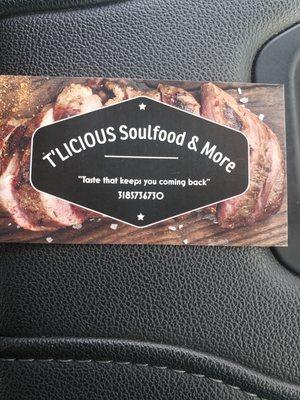 T'LICIOUS Soulfood & More
"Taste that keeps you coming back"
3185736730